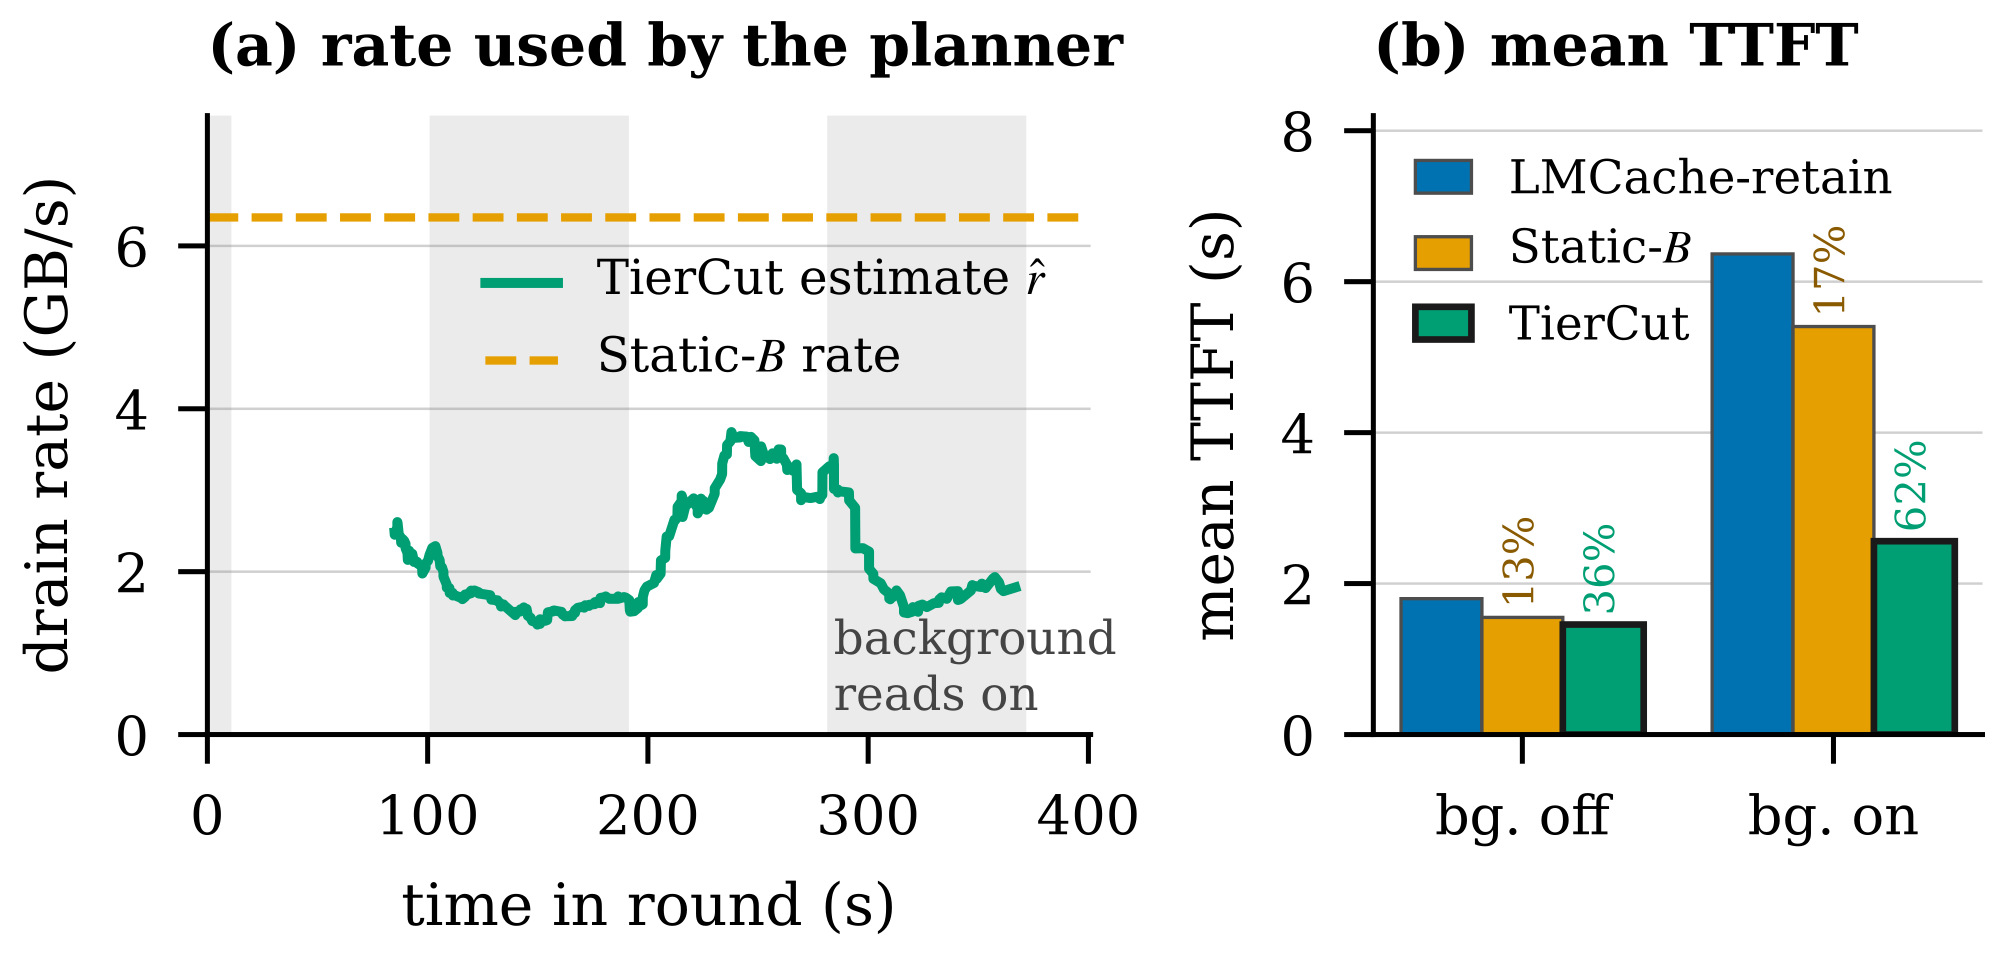 (a) rate used by the planner
drain rate (GB/s)
6
4
2
0
TierCut estimate r̂
Static-B rate
background
reads on
0 100 200 300 400
time in round (s)
(b) mean TTFT
mean TTFT (s)
8
6
4
2
0
LMCache-retain
Static-B
TierCut
13%
36%
17%
62%
bg. off bg. on